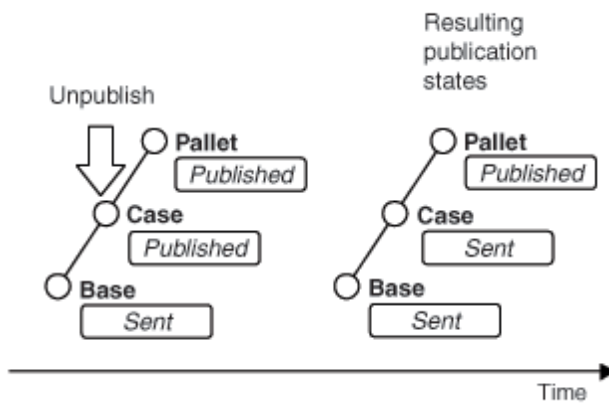 Resulting
publication
states
Unpublish
Pallet
Published
Case
Published
Base
Sent
Pallet
Published
Case
Sent
Base
Sent
Time